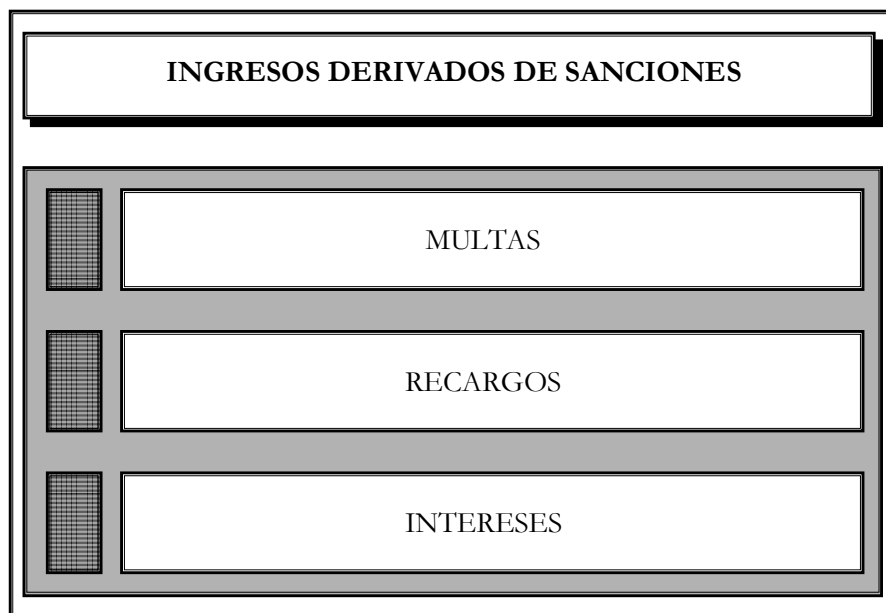 INGRESOS DERIVADOS DE SANCIONES
MULTAS
RECARGOS
INTERESES